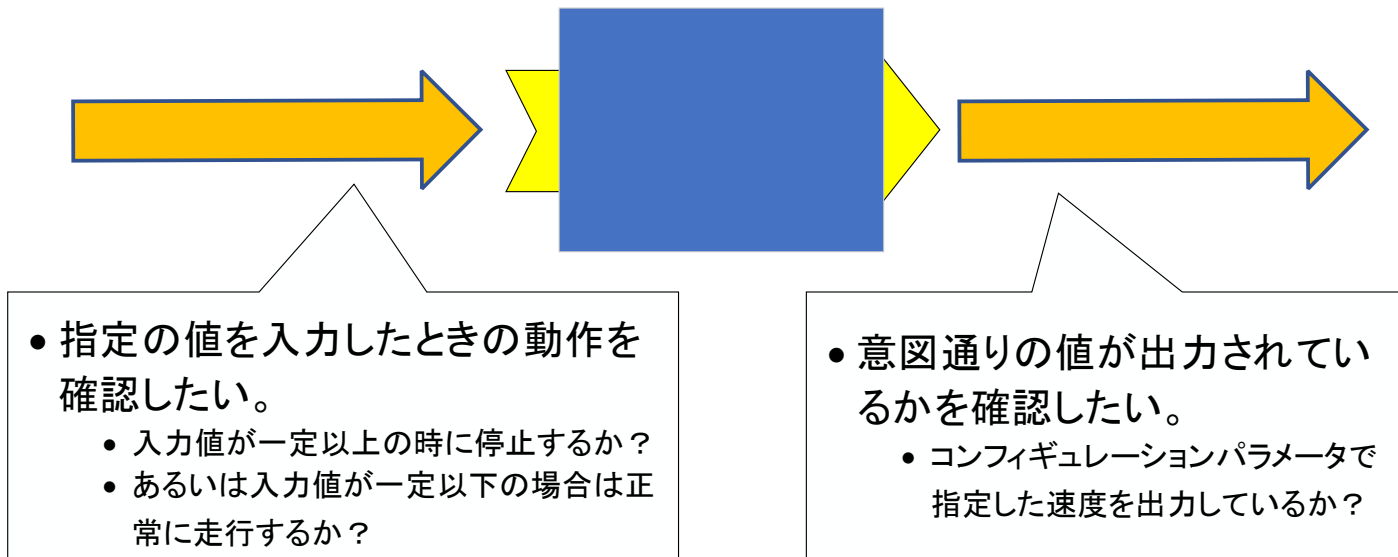 • 指定の値を入力したときの動作を
確認したい。
• 入力値が一定以上の時に停止するか？
• あるいは入力値が一定以下の場合は正
常に走行するか？
• 意図通りの値が出力されてい
るかを確認したい。
• コンフィギュレーションパラメータで
指定した速度を出力しているか？